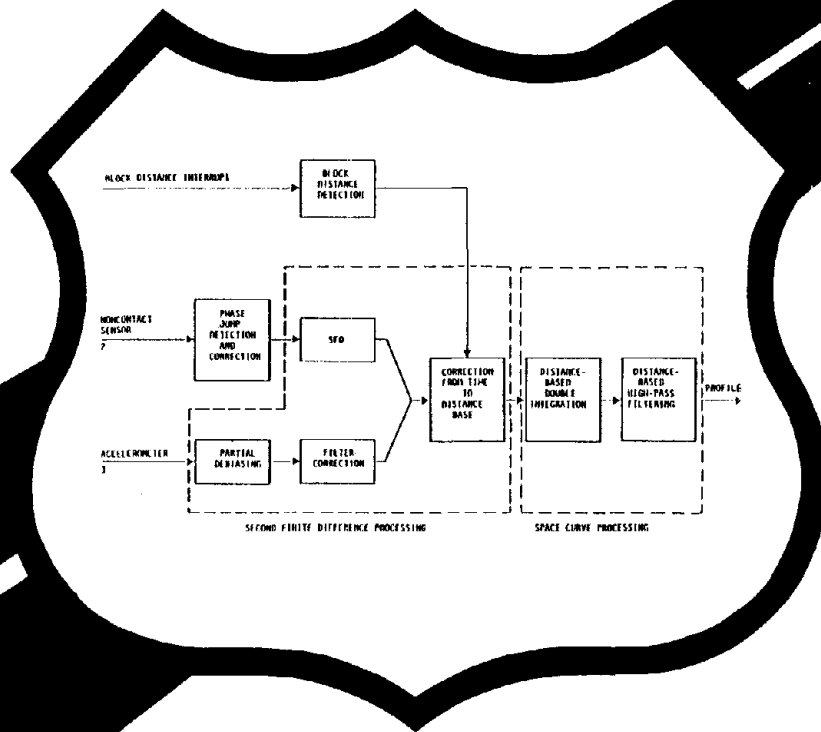 BLOCK DISTANCE INTERRUPT
BLOCK
DISTANCE
DETECTION
NONCONTACT
SENSOR
2
PHASE
JUMP
DETECTION
AND
CORRECTION
SFD
CORRECTION
FROM TIME
TO
DISTANCE
BASE
DISTANCE-
BASED
DOUBLE
INTEGRATION
DISTANCE-
BASED
HIGH-PASS
FILTERING
PROFILE
ACCELEROMETER
3
PARTIAL
DEBIASING
FILTER
CORRECTION
SECOND FINITE DIFFERENCE PROCESSING
SPACE CURVE PROCESSING